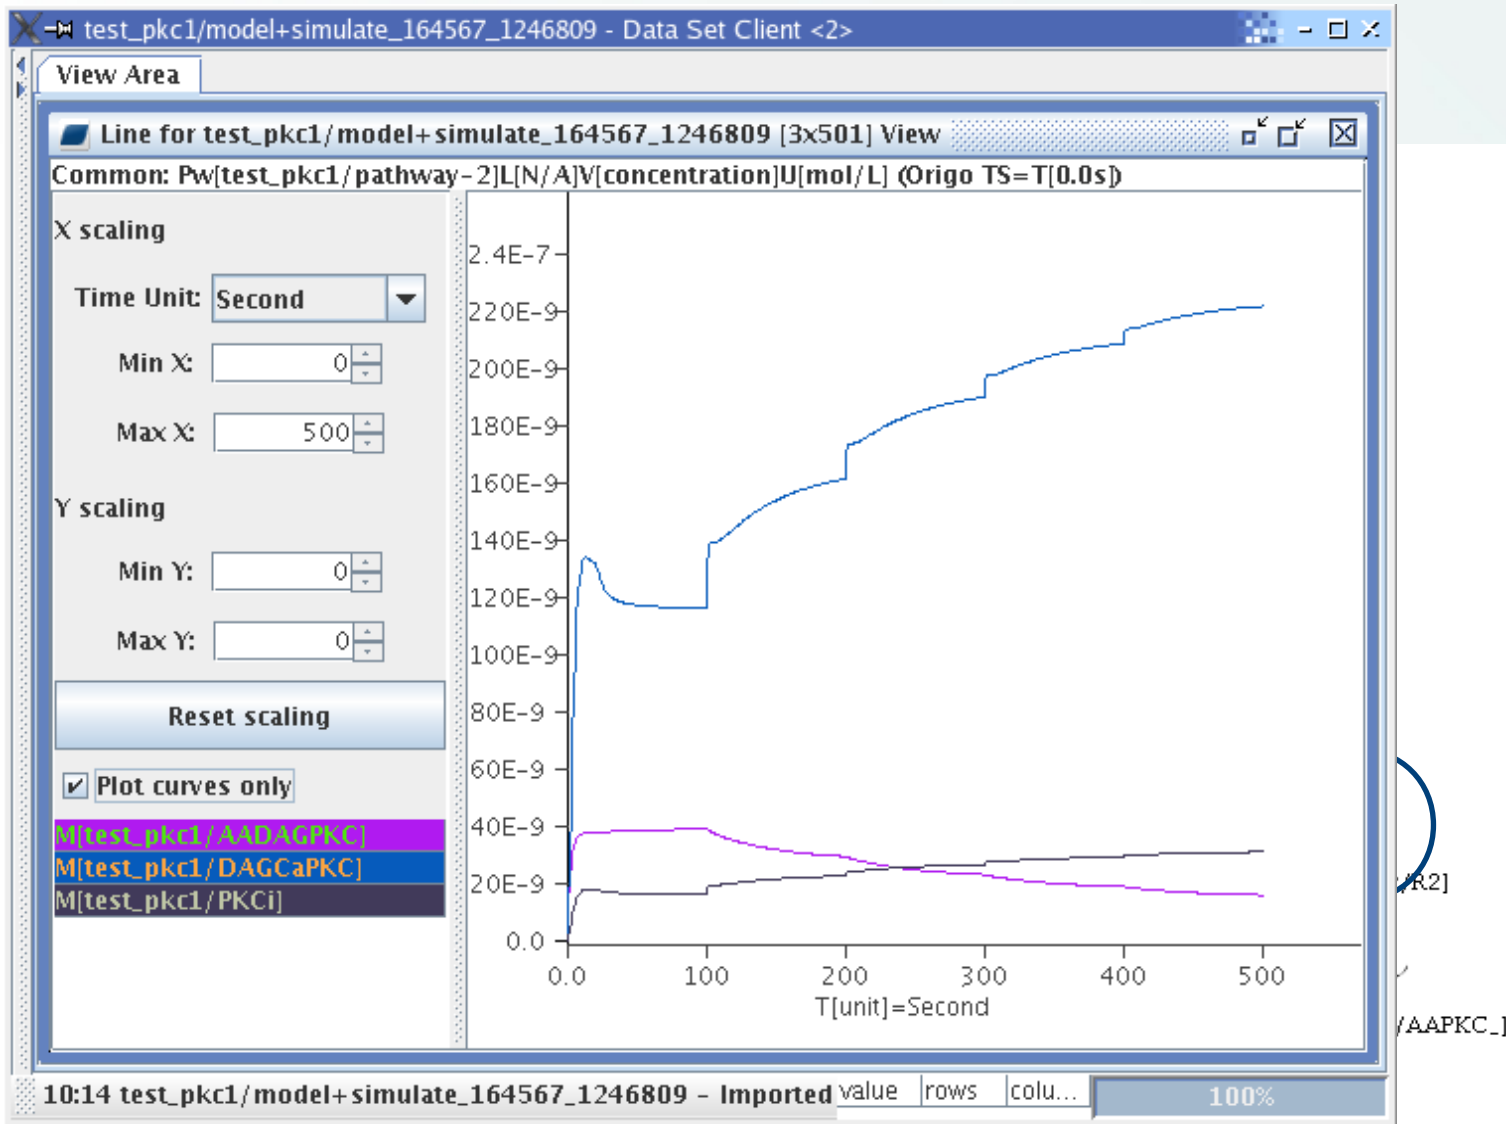 test_pkc1/model+simulate_164567_1246809 - Data Set Client <2>
View Area
Line for test_pkc1/model+simulate_164567_1246809 [3x501] View
Common: Pw[test_pkc1/pathway-2]L[N/A]V[concentration]U[mol/L] (Origo TS=T[0.0s])
X scaling
Time Unit: Second
Min X: 0
Max X: 500
Y scaling
Min Y: 0
Max Y: 0
Reset scaling
Plot curves only
M[test_pkc1/AADAGPKC]
M[test_pkc1/DAGCaPKC]
M[test_pkc1/PKCi]
2.4E-7
220E-9
200E-9
180E-9
160E-9
140E-9
120E-9
100E-9
80E-9
60E-9
40E-9
20E-9
0.0
0.0 100 200 300 400 500
T[unit]=Second
/R2]
/AAPKC_]
10:14 test_pkc1/model+simulate_164567_1246809 - Imported value rows colu... 100%